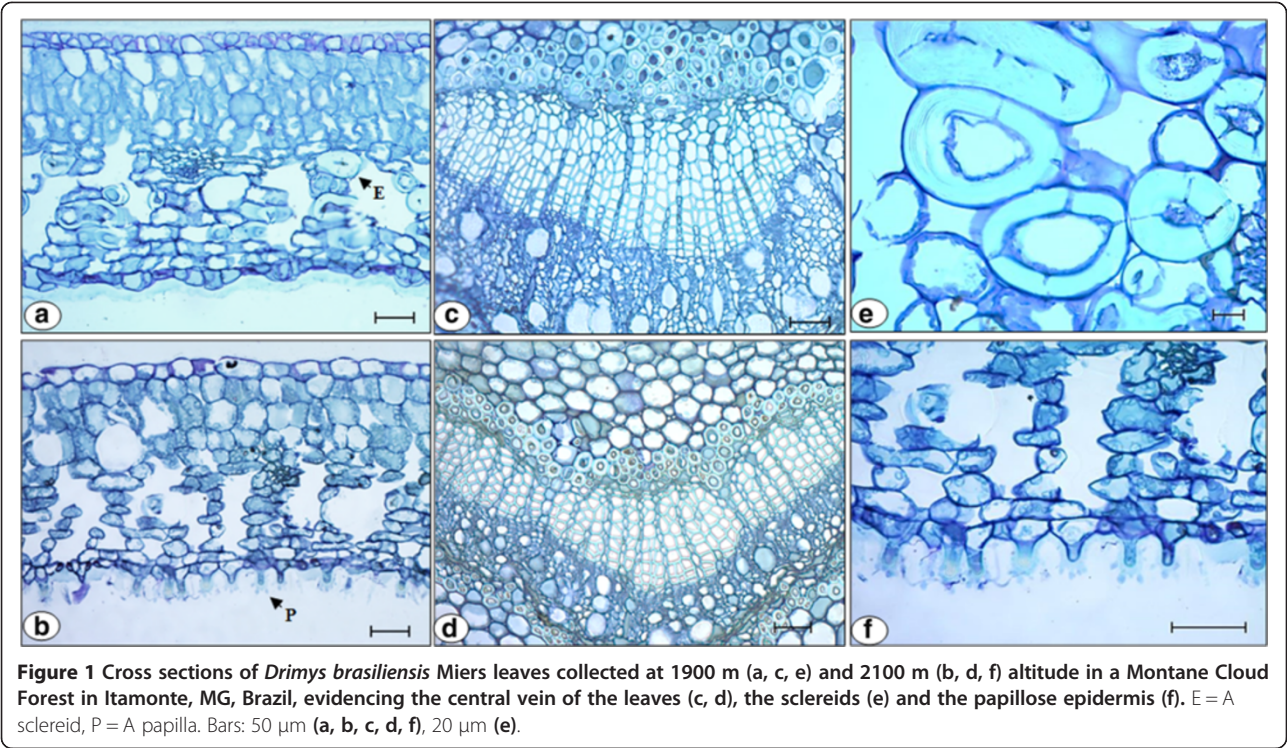 E
a
c
e
P
b
d
f
Figure 1 Cross sections of Drimys brasiliensis Miers leaves collected at 1900 m (a, c, e) and 2100 m (b, d, f) altitude in a Montane Cloud
Forest in Itamonte, MG, Brazil, evidencing the central vein of the leaves (c, d), the sclereids (e) and the papillose epidermis (f). E = A
sclereid, P = A papilla. Bars: 50 μm (a, b, c, d, f), 20 μm (e).